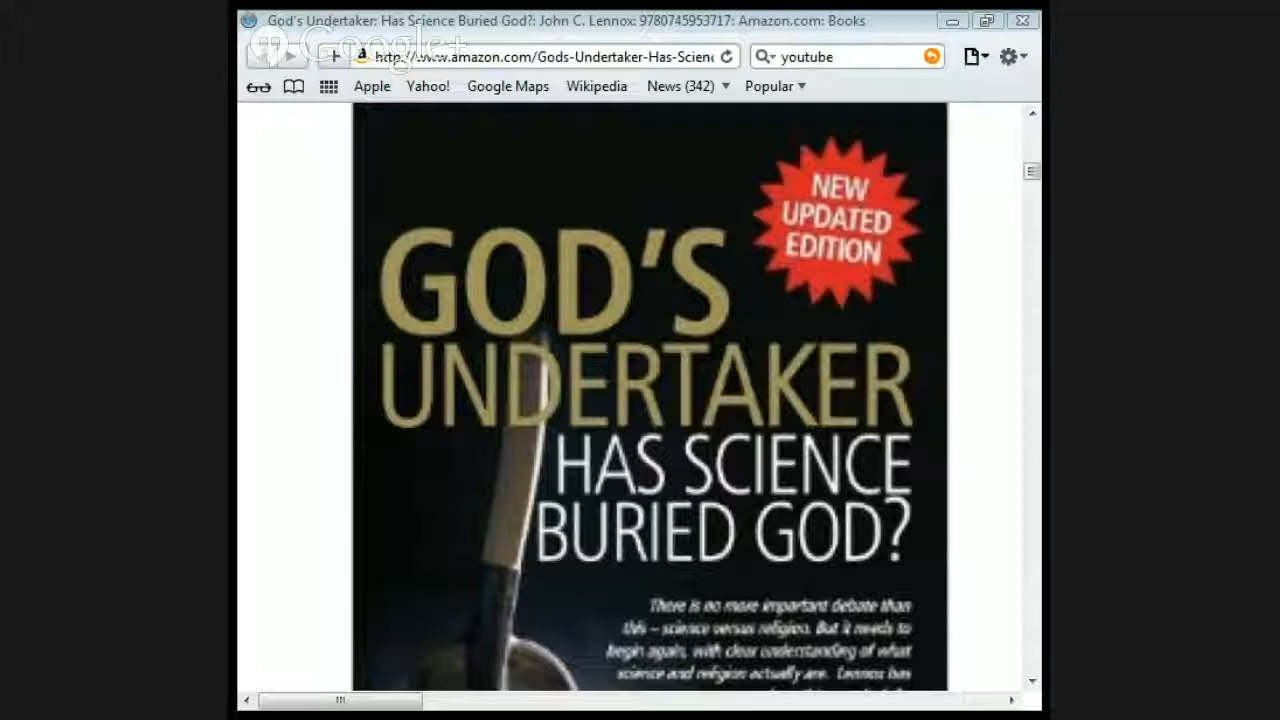 God's Undertaker: Has Science Buried God?: John C. Lennox: 9780745953717: Amazon.com: Books
Google+
http://www.amazon.com/Gods-Undertaker-Has-Scienc
youtube
Apple Yahoo! Google Maps Wikipedia News (342) Popular
NEW
UPDATED
EDITION
GOD'S
UNDERTAKER
HAS SCIENCE
BURIED GOD?
There is no more important debate than
this – science versus religion. But it needs to
begin again, with clear understanding of what
science and religion actually are. Lennox has